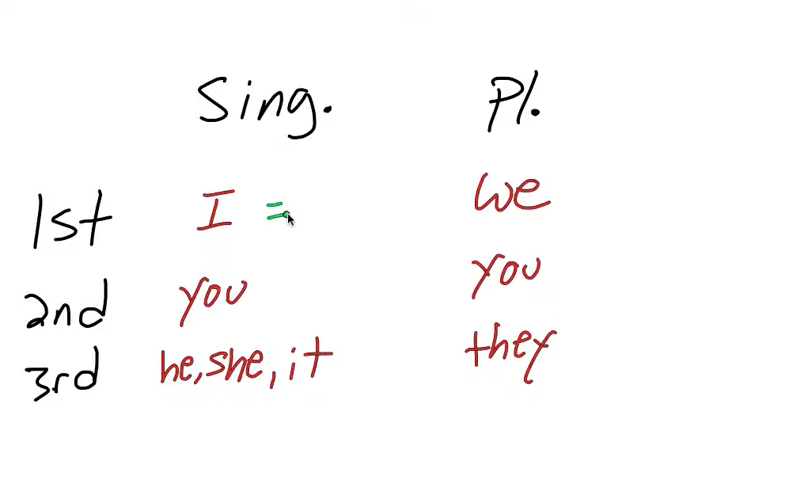 Sing. Pl.
1st I = we
2nd you you
3rd he, she, it they